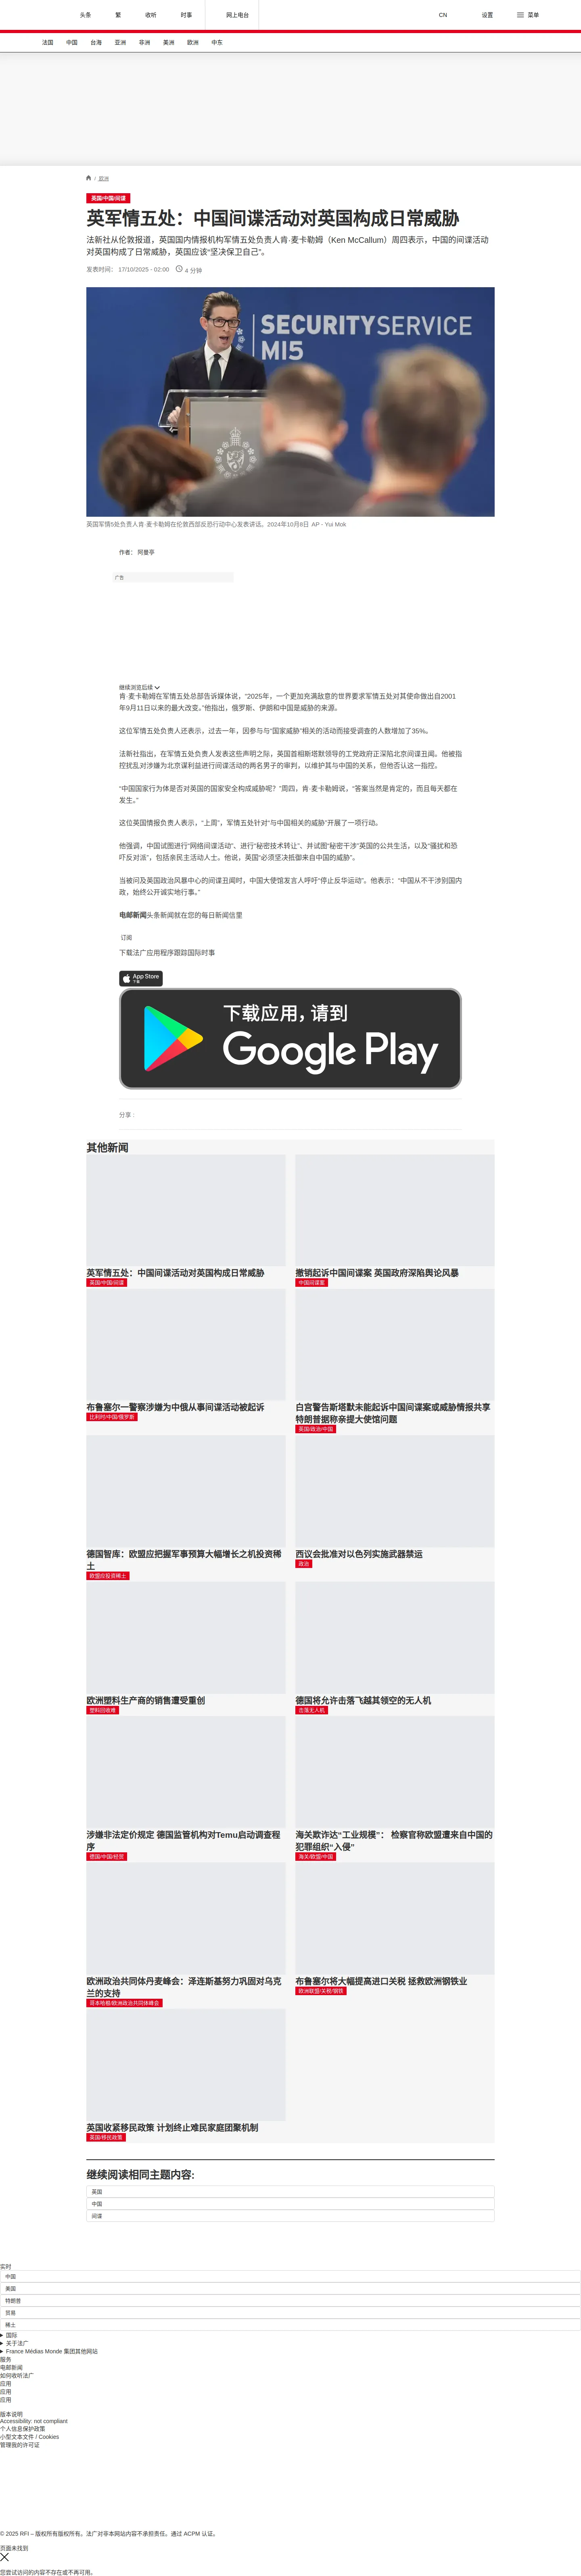 头条
繁
收听
时事
网上电台
CN
设置
菜单
法国
中国
台海
亚洲
非洲
美洲
欧洲
中东
/ 欧洲
英国/中国/间谍
英军情五处：中国间谍活动对英国构成日常威胁
法新社从伦敦报道，英国国内情报机构军情五处负责人肯·麦卡勒姆（Ken McCallum）周四表示，中国的间谍活动
对英国构成了日常威胁，英国应该“坚决保卫自己”。
发表时间： 17/10/2025 - 02:00
4 分钟
SECURITY SERVICE
MI5
英国军情5处负责人肯·麦卡勒姆在伦敦西部反恐行动中心发表讲话。2024年10月8日 AP - Yui Mok
作者： 阿曼亭
广告
继续浏览后续
肯·麦卡勒姆在军情五处总部告诉媒体说，“2025年，一个更加充满敌意的世界要求军情五处对其使命做出自2001
年9月11日以来的最大改变。”他指出，俄罗斯、伊朗和中国是威胁的来源。
这位军情五处负责人还表示，过去一年，因参与与“国家威胁”相关的活动而接受调查的人数增加了35%。
法新社指出，在军情五处负责人发表这些声明之际，英国首相斯塔默领导的工党政府正深陷北京间谍丑闻。他被指
控扰乱对涉嫌为北京谋利益进行间谍活动的两名男子的审判，以维护其与中国的关系，但他否认这一指控。
“中国国家行为体是否对英国的国家安全构成威胁呢？”周四，肯·麦卡勒姆说，“答案当然是肯定的，而且每天都在
发生。”
这位英国情报负责人表示，“上周”，军情五处针对“与中国相关的威胁”开展了一项行动。
他强调，中国试图进行“网络间谍活动”、进行“秘密技术转让”、并试图“秘密干涉”英国的公共生活，以及“骚扰和恐
吓反对派”，包括亲民主活动人士。他说，英国“必须坚决抵御来自中国的威胁”。
当被问及英国政治风暴中心的间谍丑闻时，中国大使馆发言人呼吁“停止反华运动”。他表示：“中国从不干涉别国内
政，始终公开诚实地行事。”
电邮新闻头条新闻就在您的每日新闻信里
订阅
下载法广应用程序跟踪国际时事
App Store
下载
下载应用，请到
Google Play
分享 :
其他新闻
英军情五处：中国间谍活动对英国构成日常威胁
英国/中国/间谍
撤销起诉中国间谍案 英国政府深陷舆论风暴
中国间谍案
布鲁塞尔一警察涉嫌为中俄从事间谍活动被起诉
比利时/中国/俄罗斯
白宫警告斯塔默未能起诉中国间谍案或威胁情报共享
特朗普据称亲提大使馆问题
英国/政治/中国
德国智库：欧盟应把握军事预算大幅增长之机投资稀
土
欧盟应投资稀土
西议会批准对以色列实施武器禁运
政治
欧洲塑料生产商的销售遭受重创
塑料回收难
德国将允许击落飞越其领空的无人机
击落无人机
涉嫌非法定价规定 德国监管机构对Temu启动调查程
序
德国/中国/经贸
海关欺诈达“工业规模”： 检察官称欧盟遭来自中国的
犯罪组织“入侵”
海关/欧盟/中国
欧洲政治共同体丹麦峰会：泽连斯基努力巩固对乌克
兰的支持
哥本哈根/欧洲政治共同体峰会
布鲁塞尔将大幅提高进口关税 拯救欧洲钢铁业
欧洲联盟/关税/钢铁
英国收紧移民政策 计划终止难民家庭团聚机制
英国/移民政策
继续阅读相同主题内容:
英国
中国
间谍
实时
中国
美国
特朗普
贸易
稀土
国际
关于法广
France Médias Monde 集团其他网站
服务
电邮新闻
如何收听法广
应用
应用
应用
版本说明
Accessibility: not compliant
个人信息保护政策
小型文本文件 / Cookies
管理我的许可证
© 2025 RFI – 版权所有版权所有。法广对非本网站内容不承担责任。通过 ACPM 认证。
页面未找到
您尝试访问的内容不存在或不再可用。